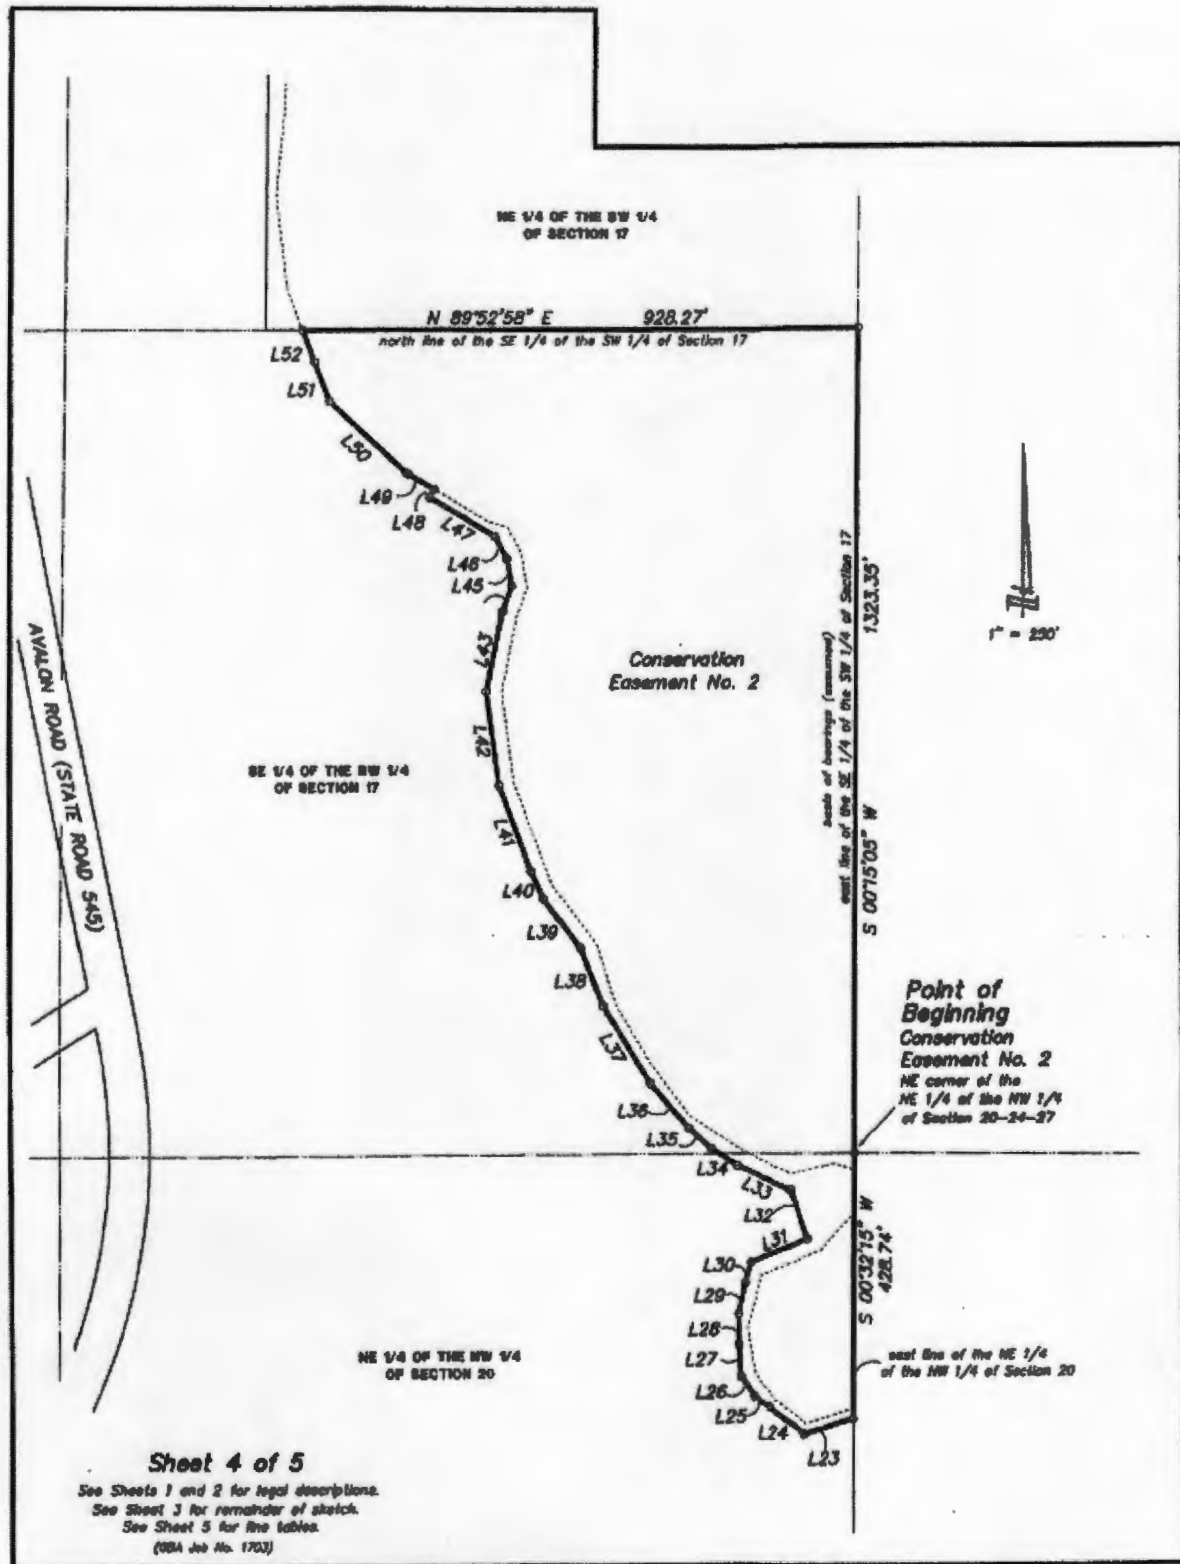 NE 1/4 OF THE SW 1/4
OF SECTION 17
N 89°52'58" E 928.27'
north line of the SE 1/4 of the SW 1/4 of Section 17
L52
L51
L50
L49
L48
L47
L46
L45
L43
L42
L41
L40
L39
L38
L37
L36
L35
L34
L33
L32
L31
L30
L29
L28
L27
L26
L25
L24
L23
Conservation
Easement No. 2
1" = 250'
basis of bearings (assumed)
east line of the SE 1/4 of the SW 1/4 of Section 17
S 00°15'05" W 1323.35'
SE 1/4 OF THE SW 1/4
OF SECTION 17
AVALON ROAD (STATE ROAD 545)
Point of
Beginning
Conservation
Easement No. 2
NE corner of the
NE 1/4 of the NW 1/4
of Section 20-24-27
S 00°32'15" W
428.74'
east line of the NE 1/4
of the NW 1/4 of Section 20
NE 1/4 OF THE NW 1/4
OF SECTION 20
Sheet 4 of 5
See Sheets 1 and 2 for legal descriptions.
See Sheet 3 for remainder of sketch.
See Sheet 5 for line tables.
Job No. 1703)